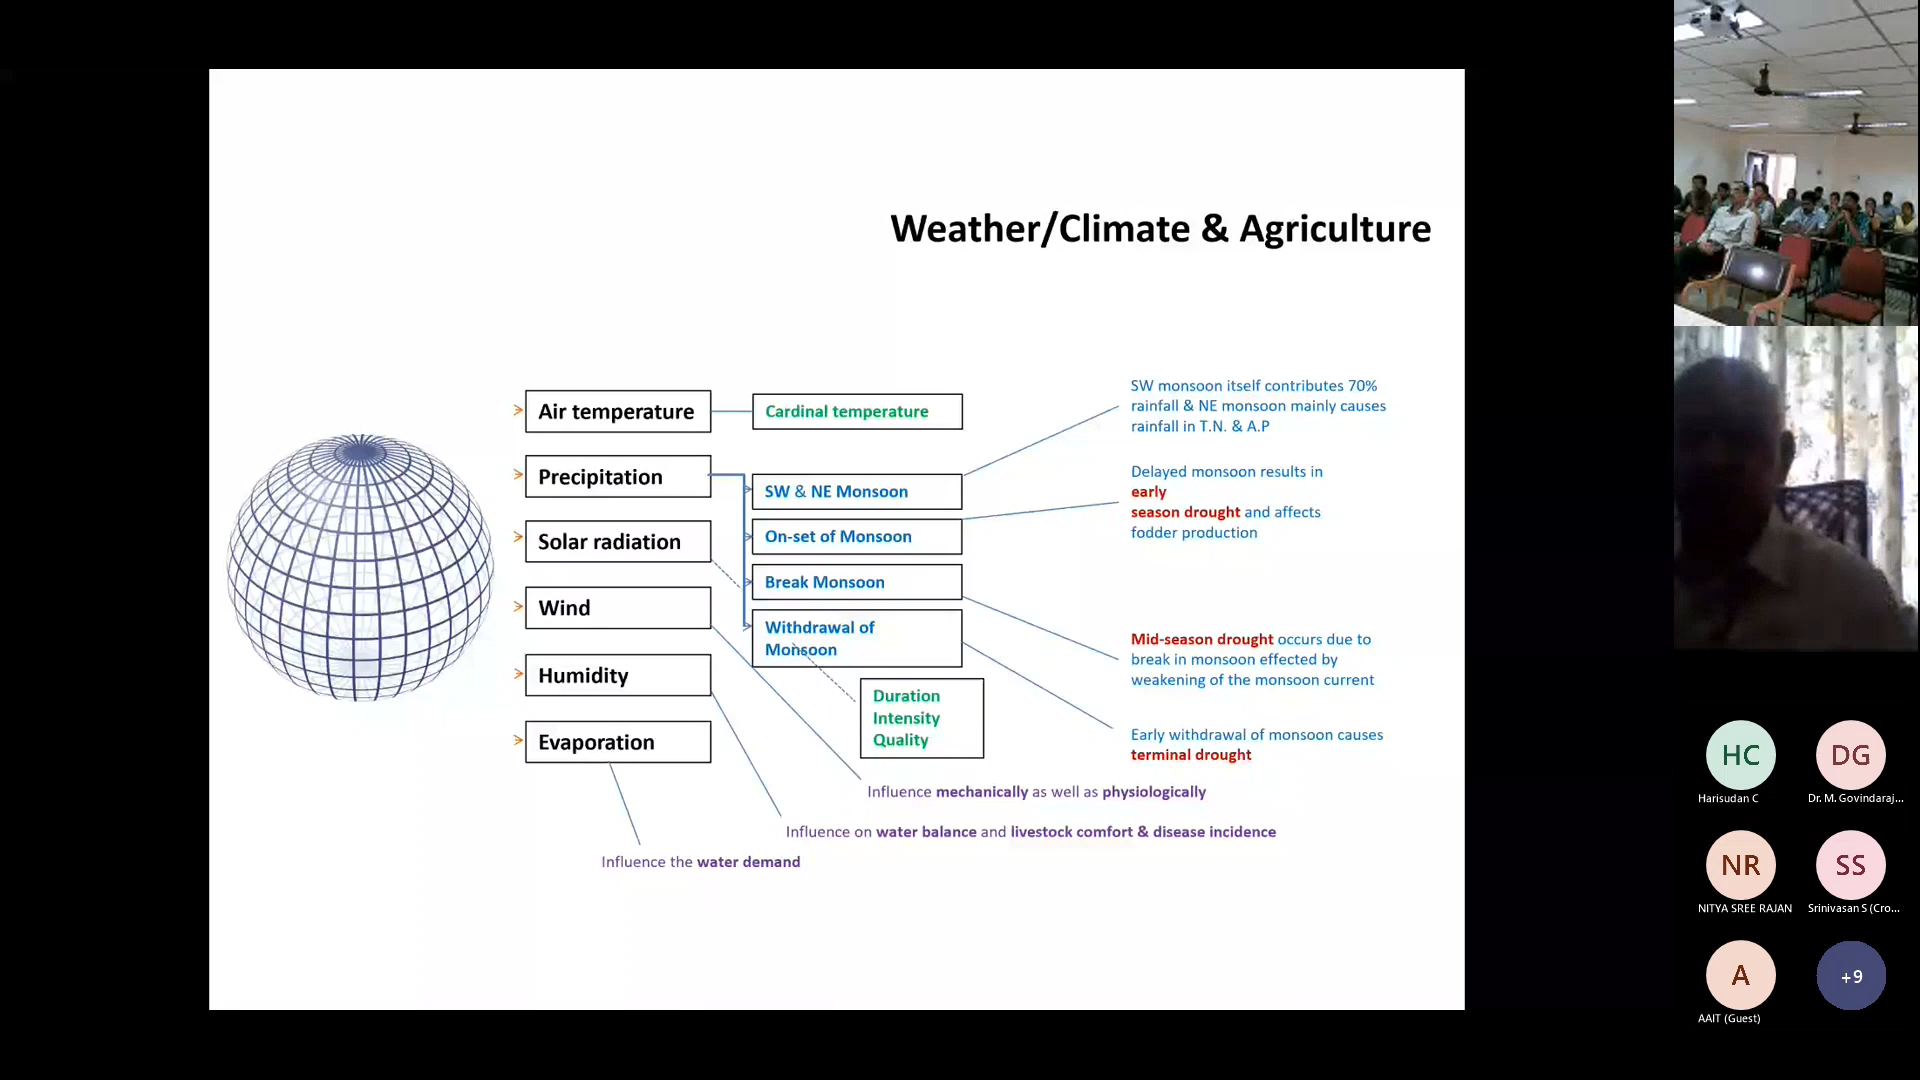 Weather/Climate & Agriculture
Air temperature
Cardinal temperature
Precipitation
SW & NE Monsoon
On-set of Monsoon
Break Monsoon
Withdrawal of
Monsoon
Solar radiation
Duration
Intensity
Quality
Wind
Humidity
Evaporation
SW monsoon itself contributes 70%
rainfall & NE monsoon mainly causes
rainfall in T.N. & A.P
Delayed monsoon results in
early
season drought and affects
fodder production
Mid-season drought occurs due to
break in monsoon effected by
weakening of the monsoon current
Early withdrawal of monsoon causes
terminal drought
Influence mechanically as well as physiologically
Influence on water balance and livestock comfort & disease incidence
Influence the water demand
HC
Harisudan C
DG
Dr. M. Govindaraj...
NR
NITYA SREE RAJAN
SS
Srinivasan S (Cro...
A
AAIT (Guest)
+9